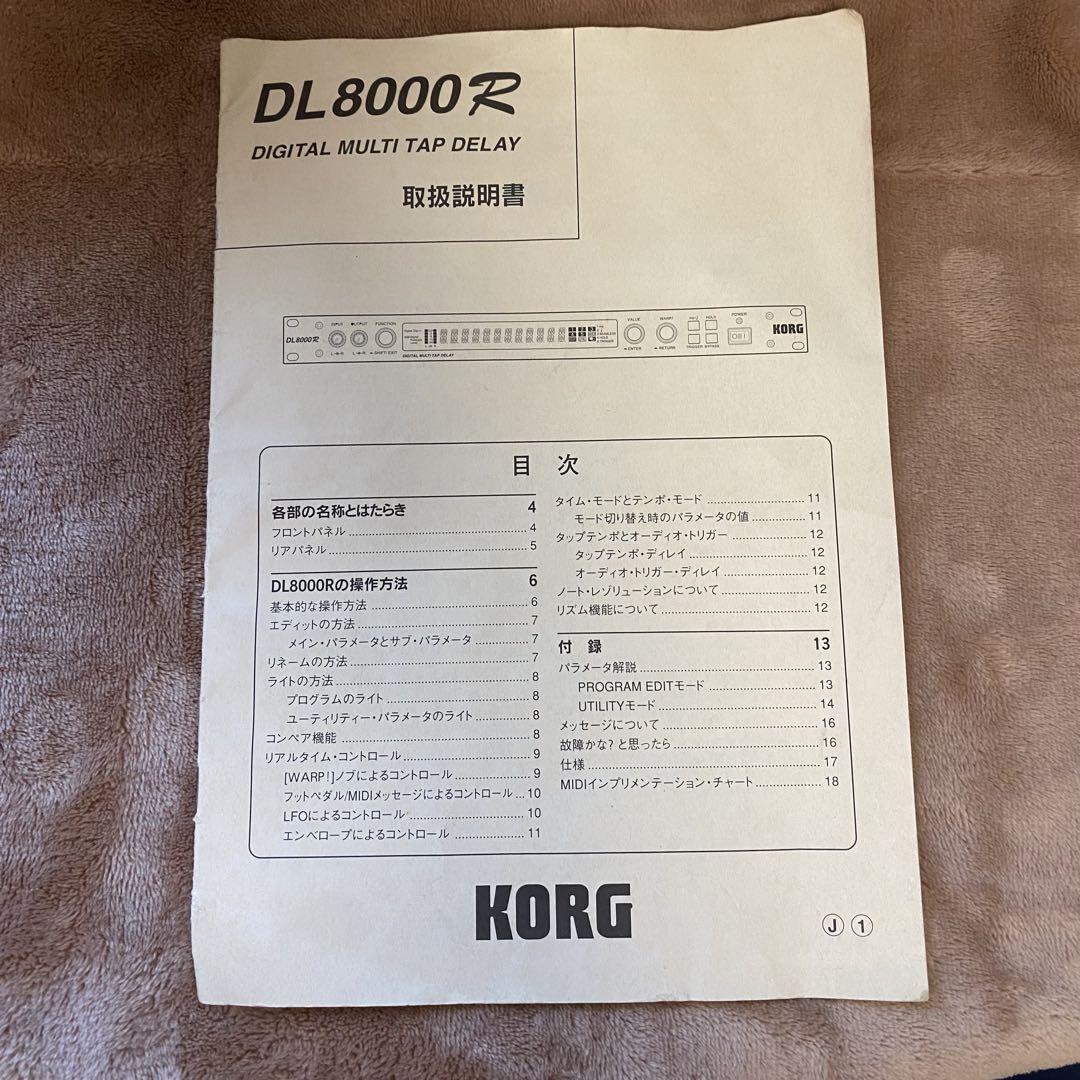 DL8000R
DIGITAL MULTI TAP DELAY
取扱説明書
INPUT OUTPUT FUNCTION
VALUE WARP! HOLD POWER
DL8000R
KORG
SHIFT/ EXIT
ENTER RETURN TRIGGER BYPASS
DIGITAL MULTI TAP DELAY
目 次
各部の名称とはたらき 4
フロントパネル 4
リアパネル 5
DL8000Rの操作方法 6
基本的な操作方法 6
エディットの方法 7
メイン・パラメータとサブ・パラメータ 7
リネームの方法 7
ライトの方法 8
プログラムのライト 8
ユーティリティー・パラメータのライト 8
コンペア機能 8
リアルタイム・コントロール 9
[WARP!]ノブによるコントロール 9
フットペダル/MIDIメッセージによるコントロール 10
LFOによるコントロール 10
エンベロープによるコントロール 11
タイム・モードとテンポ・モード 11
モード切り替え時のパラメータの値 11
タップテンポとオーディオ・トリガー 12
タップテンポ・ディレイ 12
オーディオ・トリガー・ディレイ 12
ノート・レゾリューションについて 12
リズム機能について 12
付 録 13
パラメータ解説 13
PROGRAM EDITモード 13
UTILITYモード 14
メッセージについて 16
故障かな? と思ったら 16
仕様 17
MIDIインプリメンテーション・チャート 18
KORG
J 1